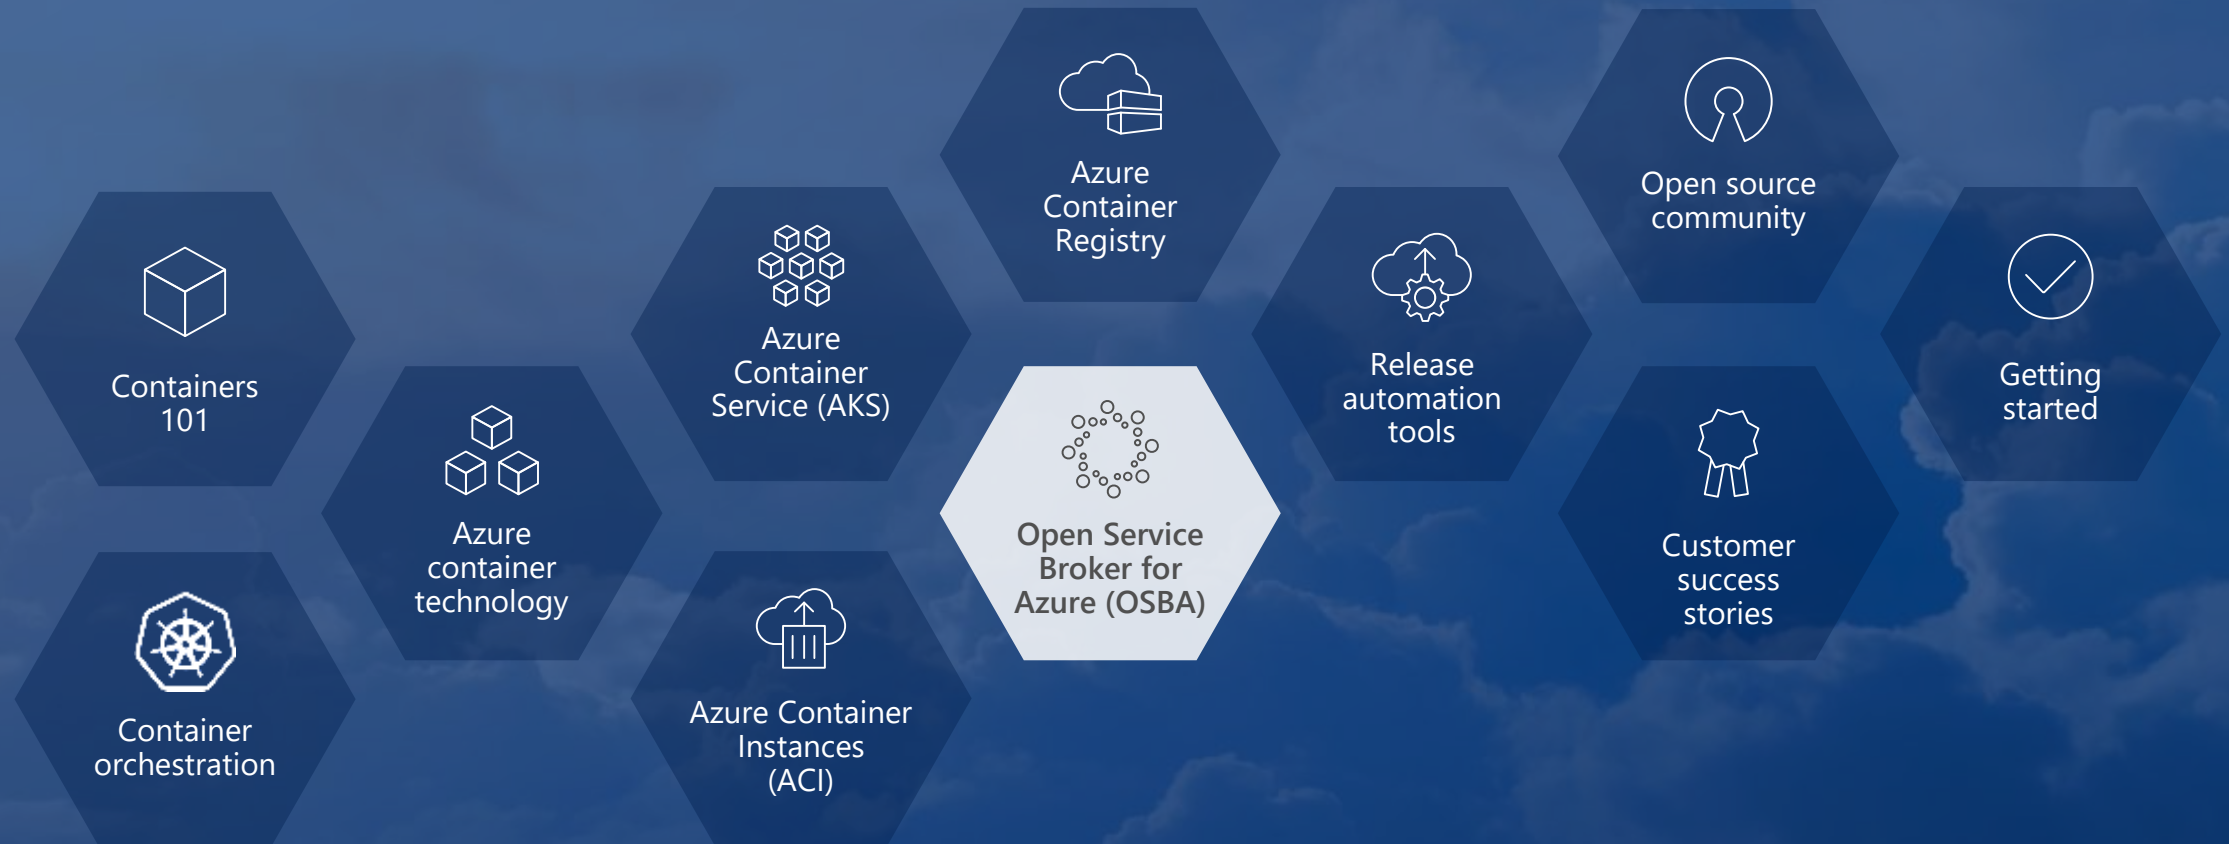 Containers
101
Container
orchestration
Azure
container
technology
Azure
Container
Service (AKS)
Azure Container
Instances
(ACI)
Azure
Container
Registry
Open Service
Broker for
Azure (OSBA)
Release
automation
tools
Open source
community
Customer
success
stories
Getting
started